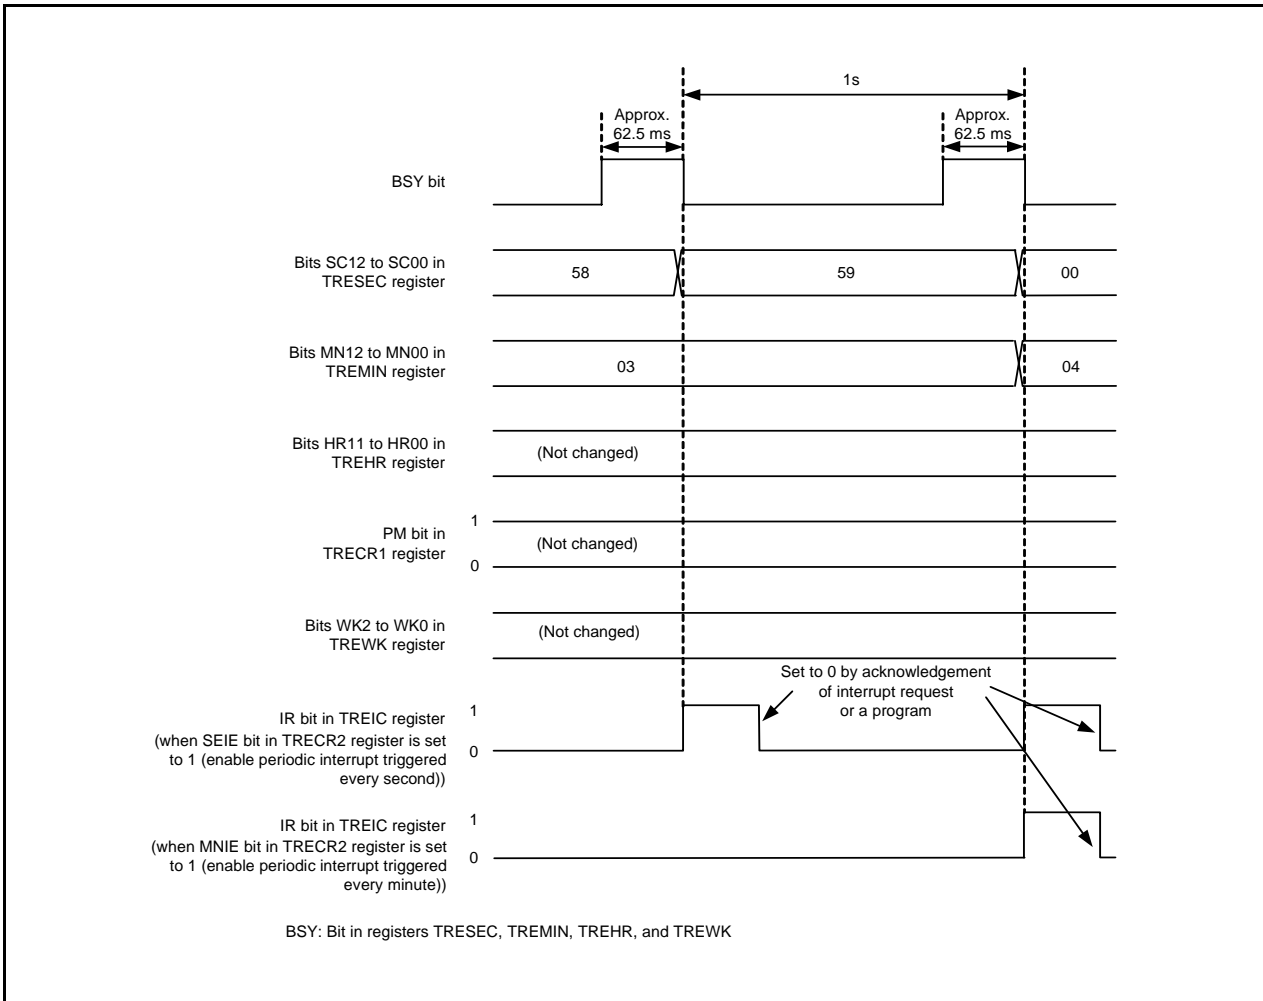 1s
Approx.
62.5 ms
Approx.
62.5 ms
BSY bit
Bits SC12 to SC00 in
TRESEC register
58
59
00
Bits MN12 to MN00 in
TREMIN register
03
04
Bits HR11 to HR00 in
TREHR register
(Not changed)
PM bit in
TRECR1 register
1
0
(Not changed)
Bits WK2 to WK0 in
TREWK register
(Not changed)
Set to 0 by acknowledgement
of interrupt request
or a program
IR bit in TREIC register
(when SEIE bit in TRECR2 register is set
to 1 (enable periodic interrupt triggered
every second))
1
0
IR bit in TREIC register
(when MNIE bit in TRECR2 register is set
to 1 (enable periodic interrupt triggered
every minute))
1
0
BSY: Bit in registers TRESEC, TREMIN, TREHR, and TREWK